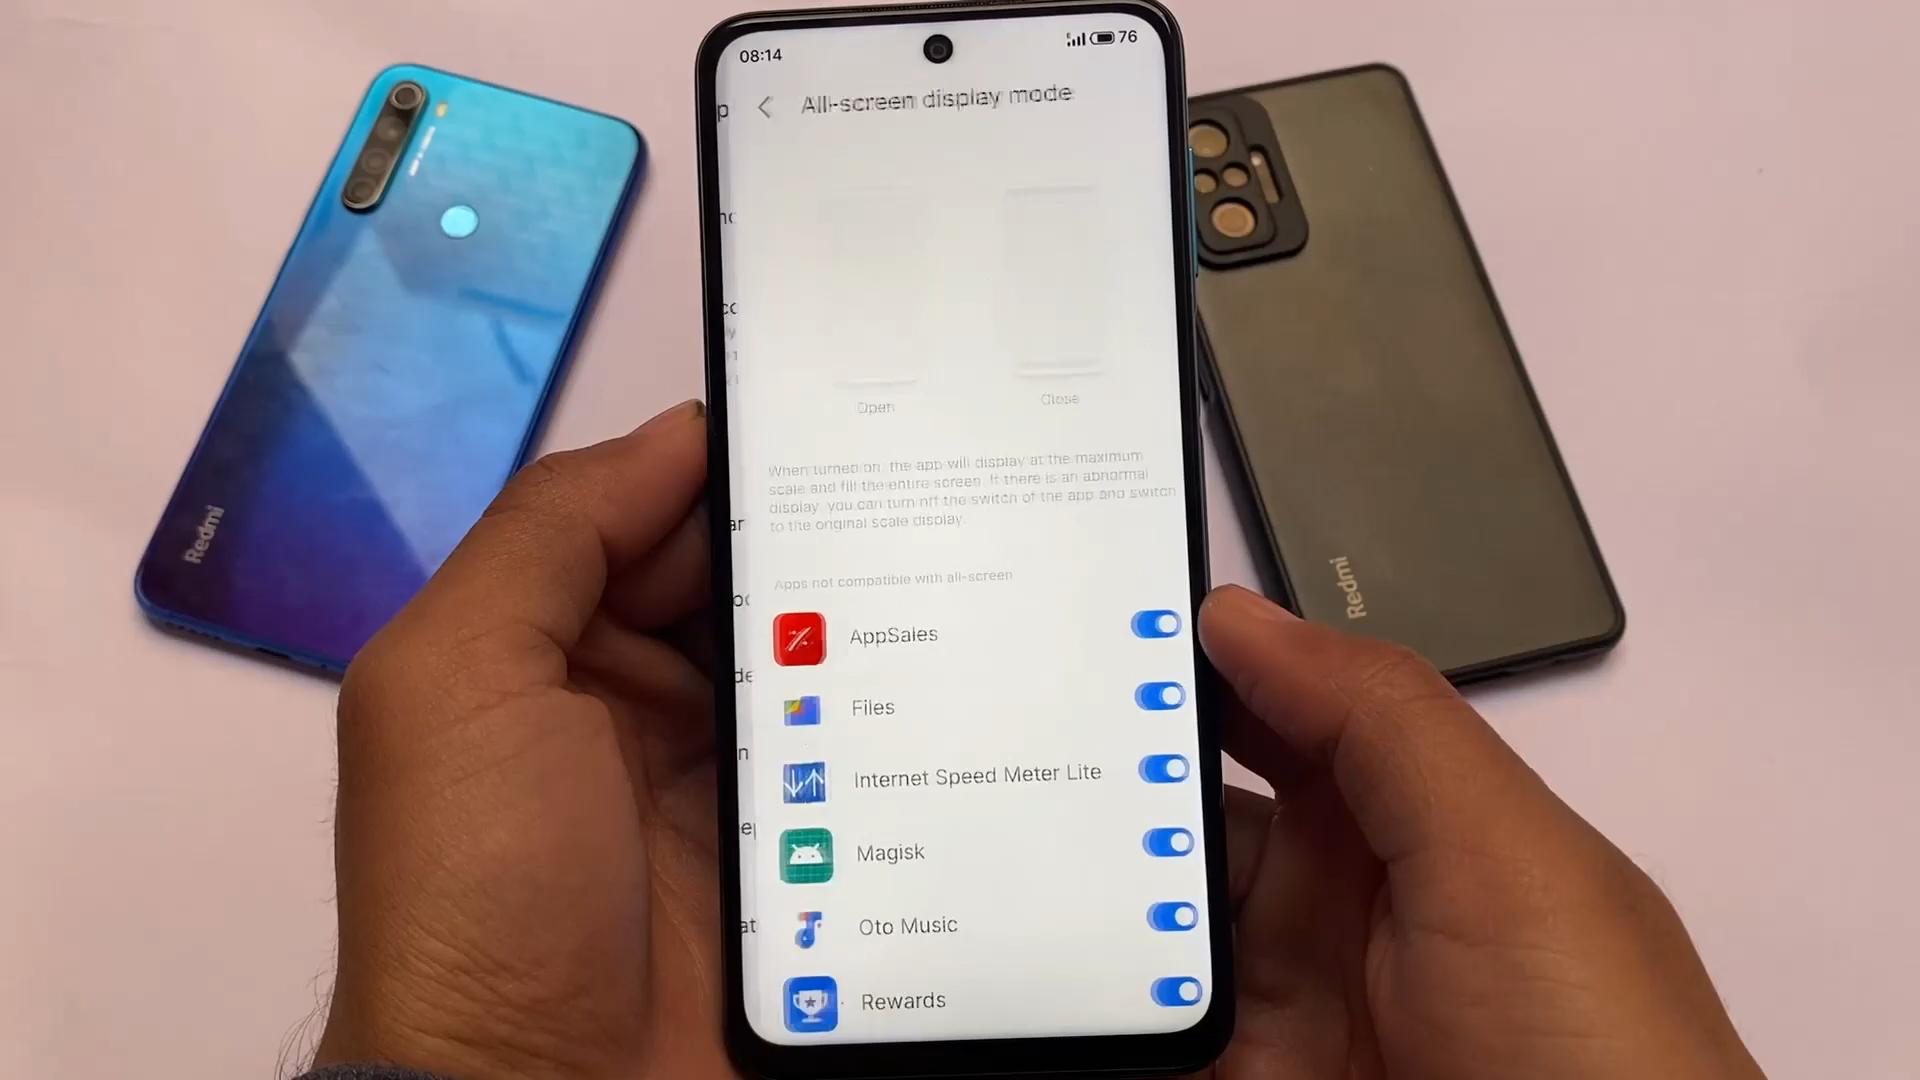 08:14
76
All-screen display mode
Open
Close
When turned on, the app will display at the maximum
scale and fill the entire screen. If there is an abnormal
display, you can turn off the switch of the app and switch
to the original scale display.
Apps not compatible with all-screen
AppSales
Files
Internet Speed Meter Lite
Magisk
Oto Music
Rewards
Redmi
Redmi